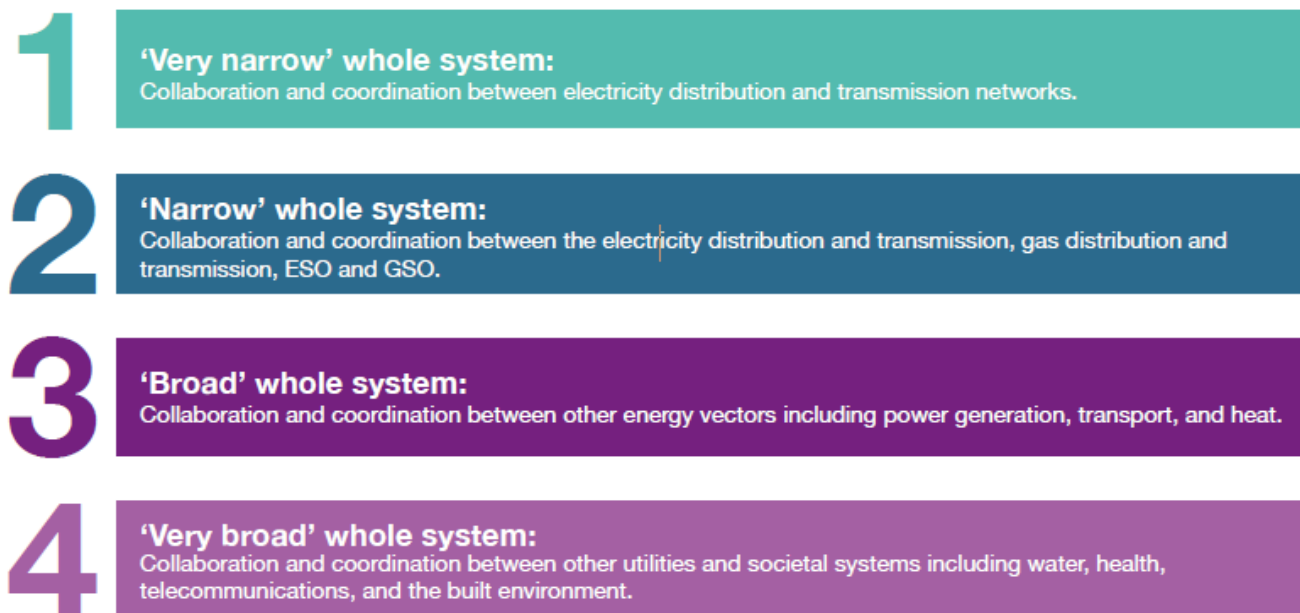 1
‘Very narrow’ whole system:
Collaboration and coordination between electricity distribution and transmission networks.
2
‘Narrow’ whole system:
Collaboration and coordination between the electricity distribution and transmission, gas distribution and
transmission, ESO and GSO.
3
‘Broad’ whole system:
Collaboration and coordination between other energy vectors including power generation, transport, and heat.
4
‘Very broad’ whole system:
Collaboration and coordination between other utilities and societal systems including water, health,
telecommunications, and the built environment.